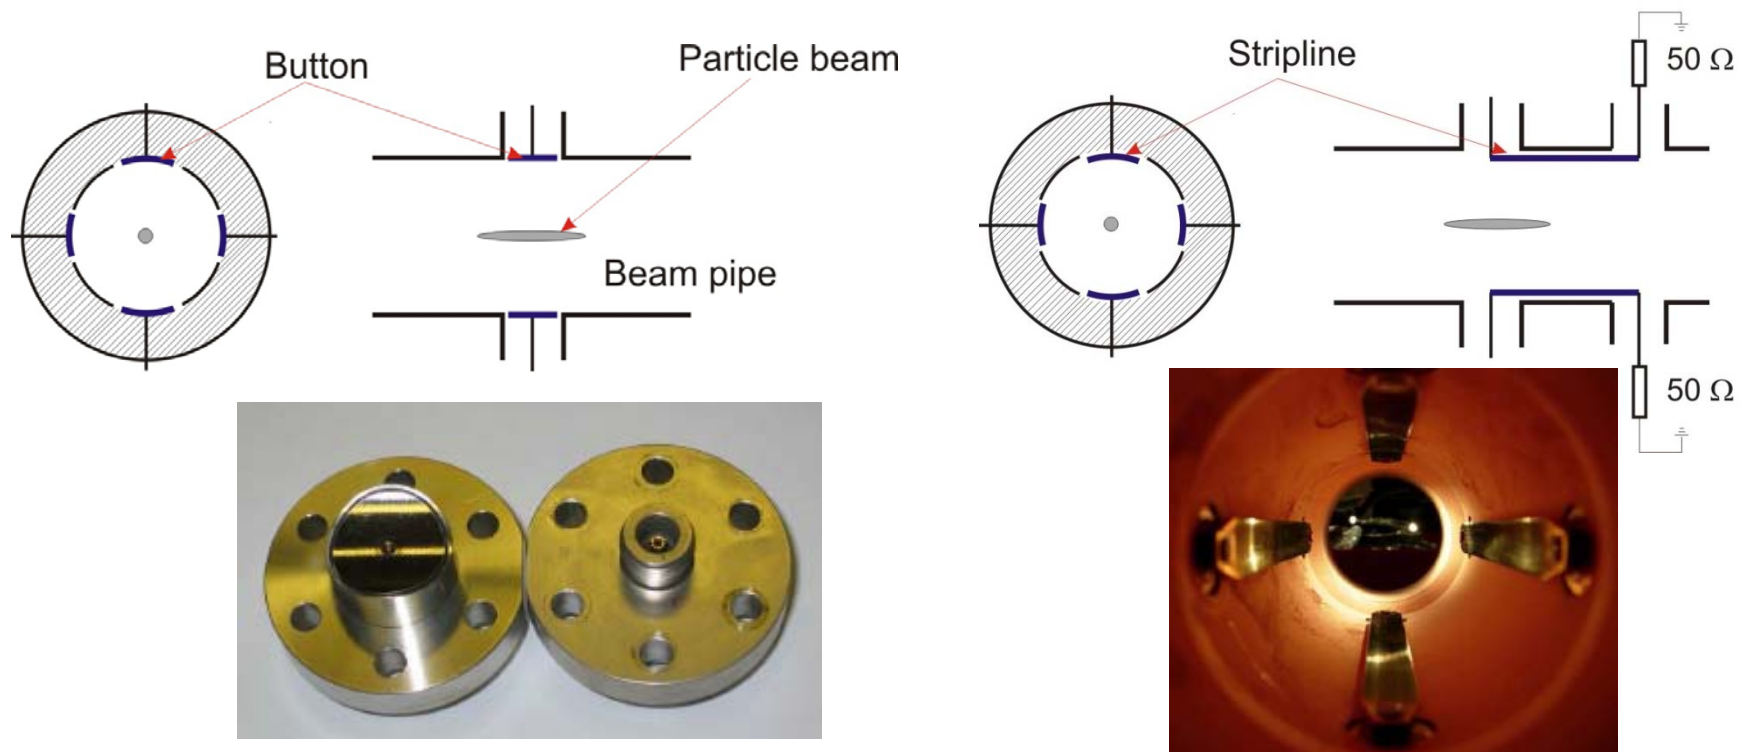 Button
Particle beam
Beam pipe
Stripline
50 Ω
50 Ω